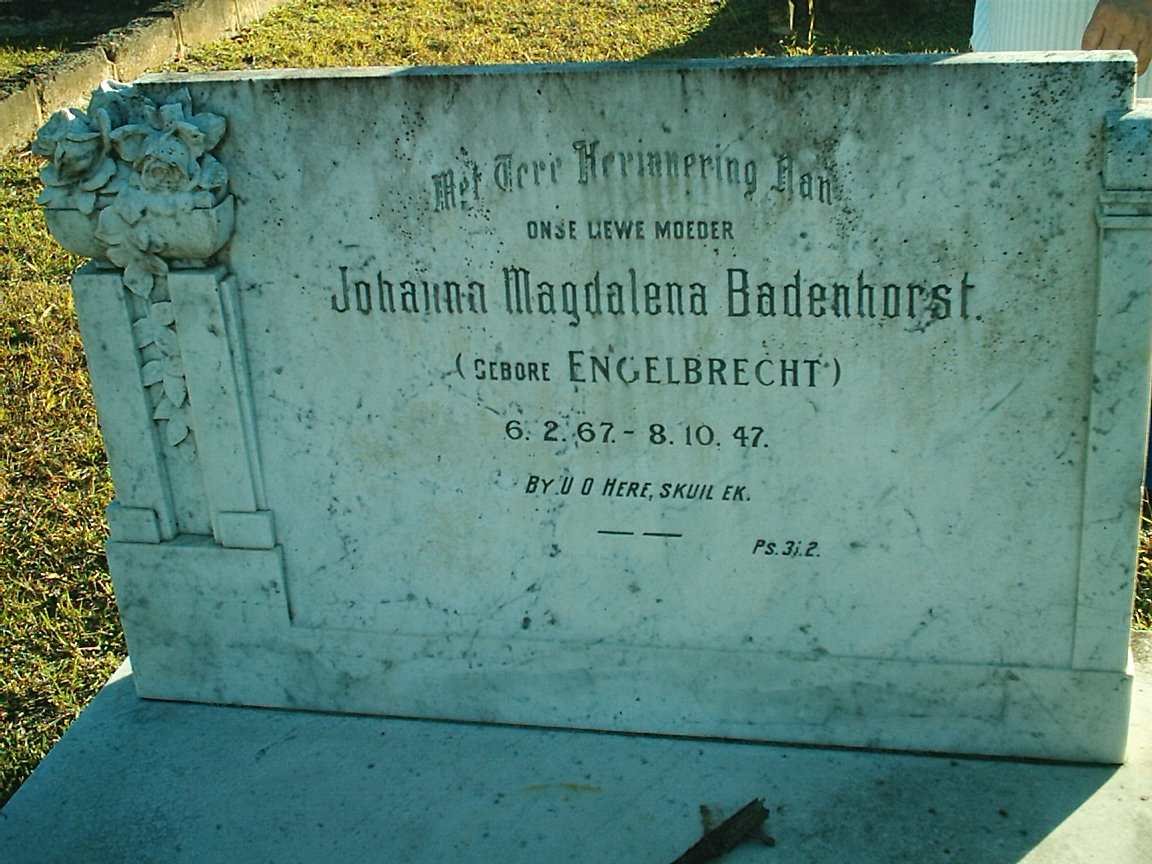 Met Teer Herinnering Aan
ONSE LIEWE MOEDER
Johanna Magdalena Badenhorst.
(GEBORE ENGELBRECHT)
6. 2. 67. - 8. 10. 47.
BY U O HERE, SKUIL EK.
Ps. 31. 2.